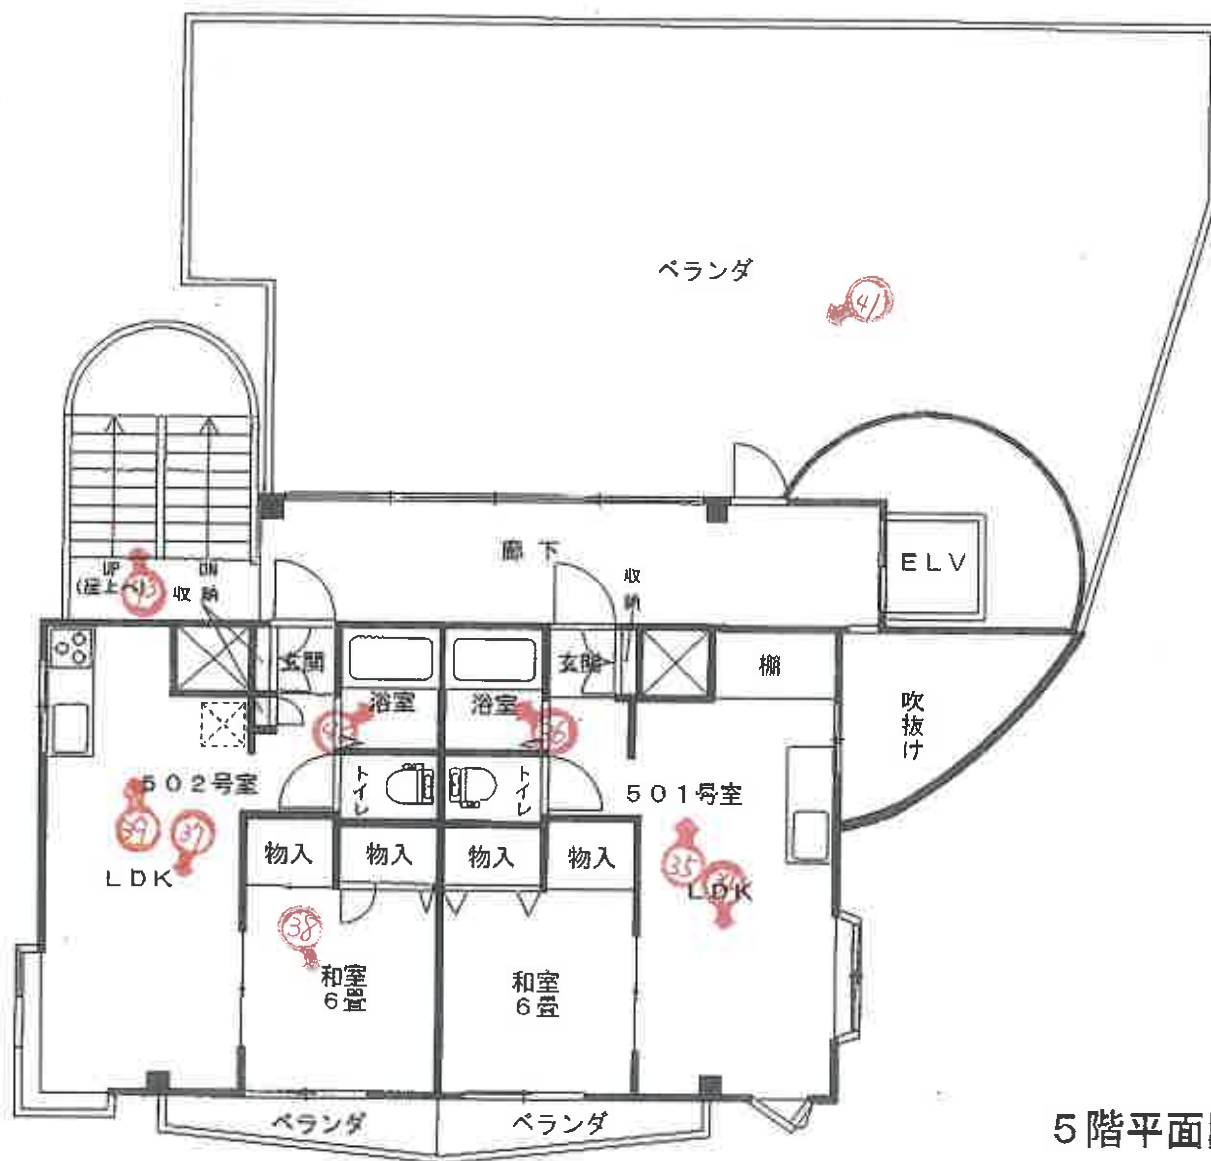 ベランダ
41
廊下
ELV
UP
(屋上へ)
DN
収納
収納
玄関
玄関
棚
浴室
浴室
吹抜け
トイレ
トイレ
502号室
501号室
39
37
35
LDK
LDK
物入
物入
物入
物入
38
和室
6畳
和室
6畳
ベランダ
ベランダ
5階平面